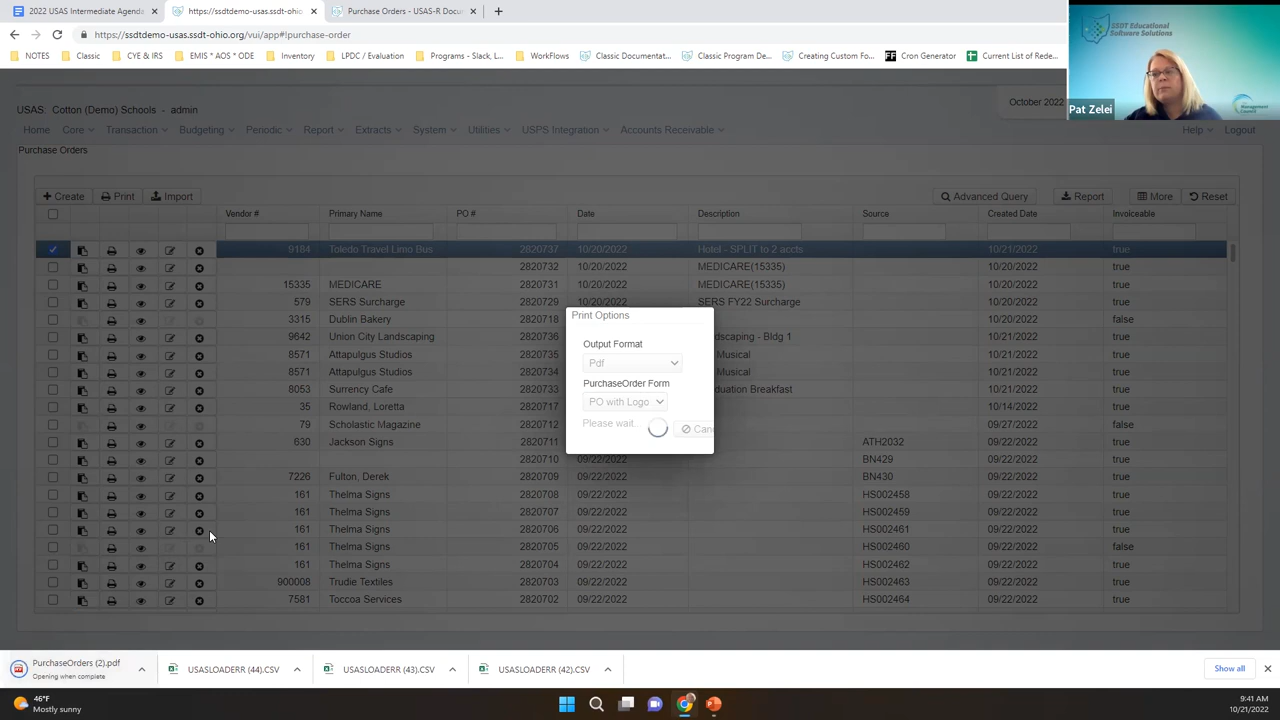 2022 USAS Intermediate Agenda
https://ssdtdemo-usas.ssdt-ohio
Purchase Orders - USAS-R Docu
https://ssdtdemo-usas.ssdt-ohio.org/vui/app#!purchase-order
NOTES Classic CYE & IRS EMIS * AOS * ODE Inventory LPDC / Evaluation Programs - Slack, L... WorkFlows Classic Documentat... Classic Program De... Creating Custom Fo... Cron Generator Current List of Rede...
SSDT Educational
Software Solutions
Pat Zelei
USAS: Cotton (Demo) Schools - admin
October 2022
Home Core Transaction Budgeting Periodic Report Extracts System Utilities USPS Integration Accounts Receivable Help Logout
Purchase Orders
Create Print Import Advanced Query Report More Reset
Vendor # Primary Name PO # Date Description Source Created Date Invoiceable
9184 Toledo Travel Limo Bus 2820737 10/20/2022 Hotel - SPLIT to 2 accts 10/21/2022 true
2820732 10/20/2022 MEDICARE(15335) 10/20/2022 true
15335 MEDICARE 2820731 10/20/2022 MEDICARE(15335) 10/20/2022 true
579 SERS Surcharge 2820729 10/20/2022 SERS FY22 Surcharge 10/20/2022 true
3315 Dublin Bakery 2820718 10/20/2022 false
9642 Union City Landscaping 2820736 dscaping - Bldg 1 10/21/2022 true
8571 Attapulgus Studios 2820735 Musical 10/21/2022 true
8571 Attapulgus Studios 2820734 Musical 10/21/2022 true
8053 Surrency Cafe 2820733 duation Breakfast 10/21/2022 true
35 Rowland, Loretta 2820717 10/14/2022 true
79 Scholastic Magazine 2820712 09/27/2022 false
630 Jackson Signs 2820711 ATH2032 09/22/2022 true
2820710 09/22/2022 BN429 09/22/2022 true
7226 Fulton, Derek 2820709 09/22/2022 BN430 09/22/2022 true
161 Thelma Signs 2820708 09/22/2022 HS002458 09/22/2022 true
161 Thelma Signs 2820707 09/22/2022 HS002459 09/22/2022 true
161 Thelma Signs 2820706 09/22/2022 HS002461 09/22/2022 true
161 Thelma Signs 2820705 09/22/2022 HS002460 09/22/2022 false
161 Thelma Signs 2820704 09/22/2022 HS002462 09/22/2022 true
900008 Trudie Textiles 2820703 09/22/2022 HS002463 09/22/2022 true
7581 Toccoa Services 2820702 09/22/2022 HS002464 09/22/2022 true
Print Options
Output Format
Pdf
PurchaseOrder Form
PO with Logo
Please wait.. Canc
PurchaseOrders (2).pdf
Opening when complete
USASLOADERR (44).CSV USASLOADERR (43).CSV USASLOADERR (42).CSV Show all
46°F
Mostly sunny
9:41 AM
10/21/2022